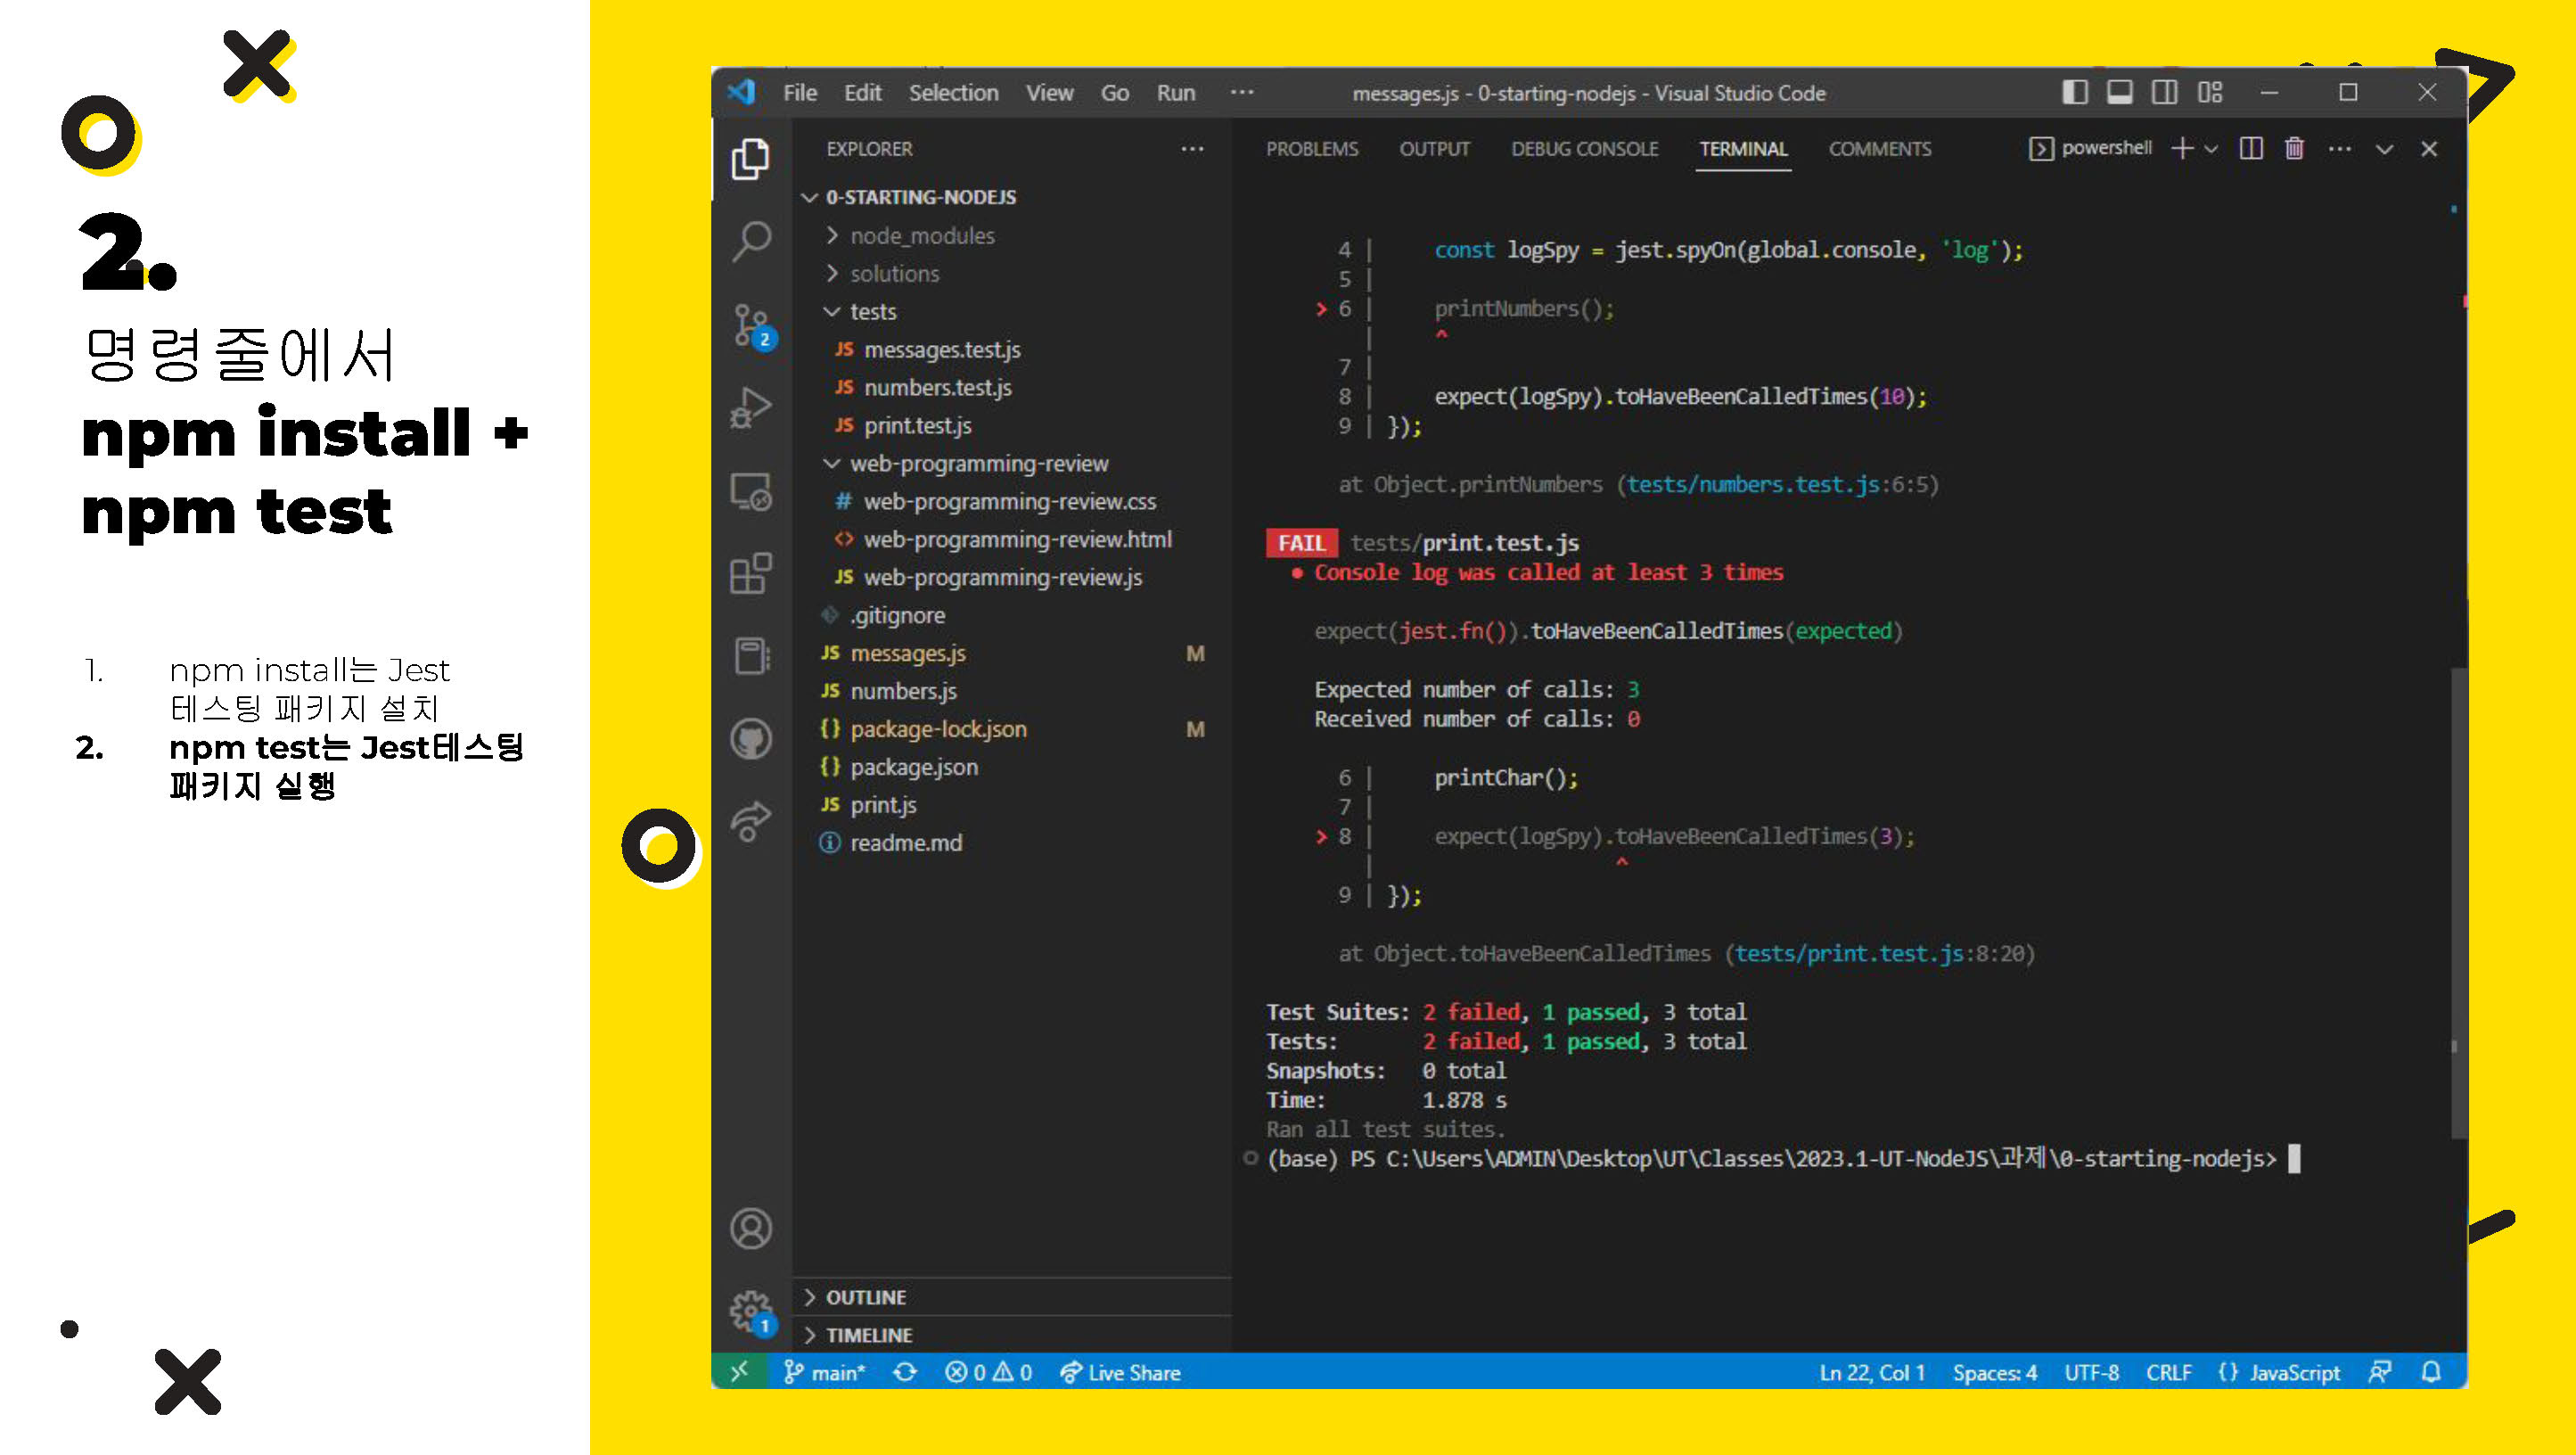 2.
명령줄에서
npm install +
npm test
1. npm install는 Jest
테스팅 패키지 설치
2. npm test는 Jest테스팅
패키지 실행
File Edit Selection View Go Run ··· messages.js - 0-starting-nodejs - Visual Studio Code
EXPLORER ···
0-STARTING-NODEJS
> node_modules
> solutions
tests
JS messages.test.js
JS numbers.test.js
JS print.test.js
web-programming-review
# web-programming-review.css
<> web-programming-review.html
JS web-programming-review.js
.gitignore
JS messages.js M
JS numbers.js
{} package-lock.json M
{} package.json
JS print.js
readme.md
> OUTLINE
> TIMELINE
2
1
PROBLEMS OUTPUT DEBUG CONSOLE TERMINAL COMMENTS powershell
4 | const logSpy = jest.spyOn(global.console, 'log');
5 |
> 6 | printNumbers();
| ^
7 |
8 | expect(logSpy).toHaveBeenCalledTimes(10);
9 | });
at Object.printNumbers (tests/numbers.test.js:6:5)
FAIL tests/print.test.js
● Console log was called at least 3 times
expect(jest.fn()).toHaveBeenCalledTimes(expected)
Expected number of calls: 3
Received number of calls: 0
6 | printChar();
7 |
> 8 | expect(logSpy).toHaveBeenCalledTimes(3);
| ^
9 | });
at Object.toHaveBeenCalledTimes (tests/print.test.js:8:20)
Test Suites: 2 failed, 1 passed, 3 total
Tests: 2 failed, 1 passed, 3 total
Snapshots: 0 total
Time: 1.878 s
Ran all test suites.
(base) PS C:\Users\ADMIN\Desktop\UT\Classes\2023.1-UT-NodeJS\과제\0-starting-nodejs>
main* 0 0 Live Share Ln 22, Col 1 Spaces: 4 UTF-8 CRLF {} JavaScript